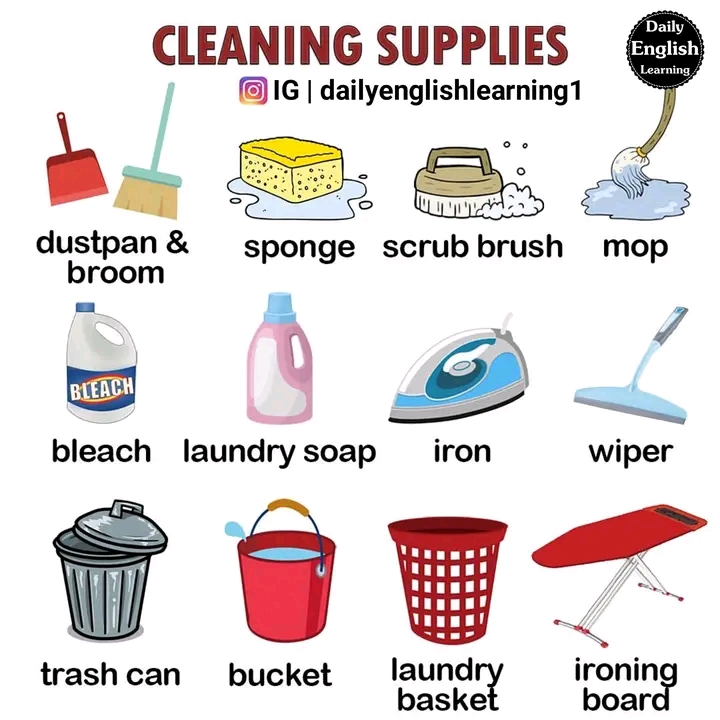 CLEANING SUPPLIES
Daily
English
Learning
IG | dailyenglishlearning1
dustpan &
broom
sponge
scrub brush
mop
BLEACH
bleach
laundry soap
iron
wiper
trash can
bucket
laundry
basket
ironing
board